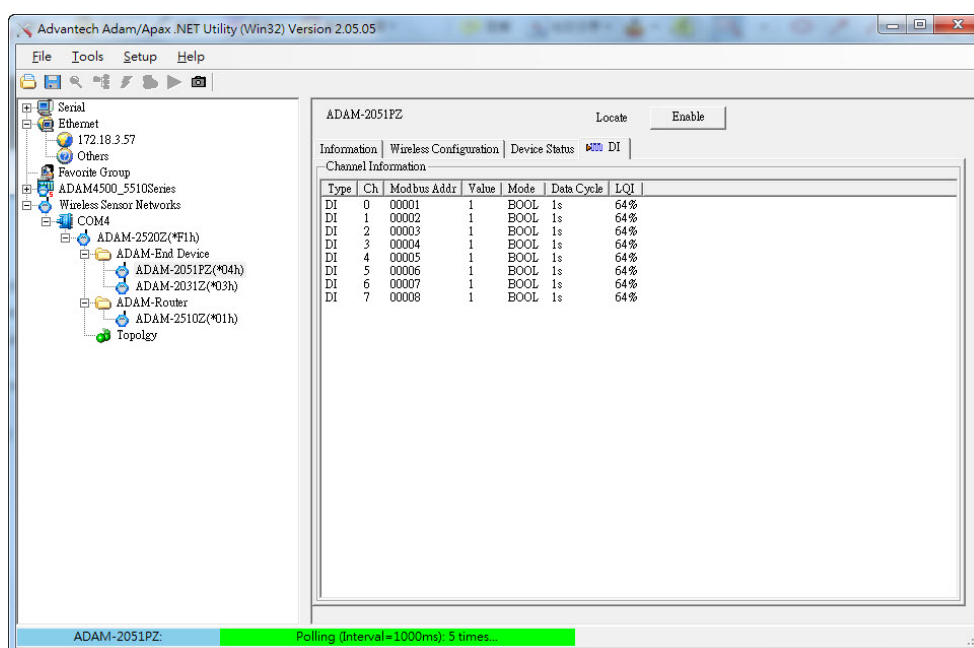 Advantech Adam/Apax .NET Utility (Win32) Version 2.05.05
File Tools Setup Help
Serial
Ethernet
172.18.3.57
Others
Favorite Group
ADAM4500_5510Series
Wireless Sensor Networks
COM4
ADAM-2520Z(*F1h)
ADAM-End Device
ADAM-2051PZ(*04h)
ADAM-2031Z(*03h)
ADAM-Router
ADAM-2510Z(*01h)
Topolgy
ADAM-2051PZ Locate Enable
Information Wireless Configuration Device Status DI
Channel Information
Type Ch Modbus Addr Value Mode Data Cycle LQI
DI 0 00001 1 BOOL 1s 64%
DI 1 00002 1 BOOL 1s 64%
DI 2 00003 1 BOOL 1s 64%
DI 3 00004 1 BOOL 1s 64%
DI 4 00005 1 BOOL 1s 64%
DI 5 00006 1 BOOL 1s 64%
DI 6 00007 1 BOOL 1s 64%
DI 7 00008 1 BOOL 1s 64%
ADAM-2051PZ: Polling (Interval=1000ms): 5 times...